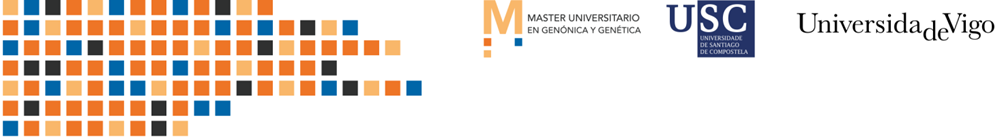 M MASTER UNIVERSITARIO
EN GENÓNICA Y GENÉTICA
USC
UNIVERSIDADE
DE SANTIAGO
DE COMPOSTELA
UniversidadeVigo